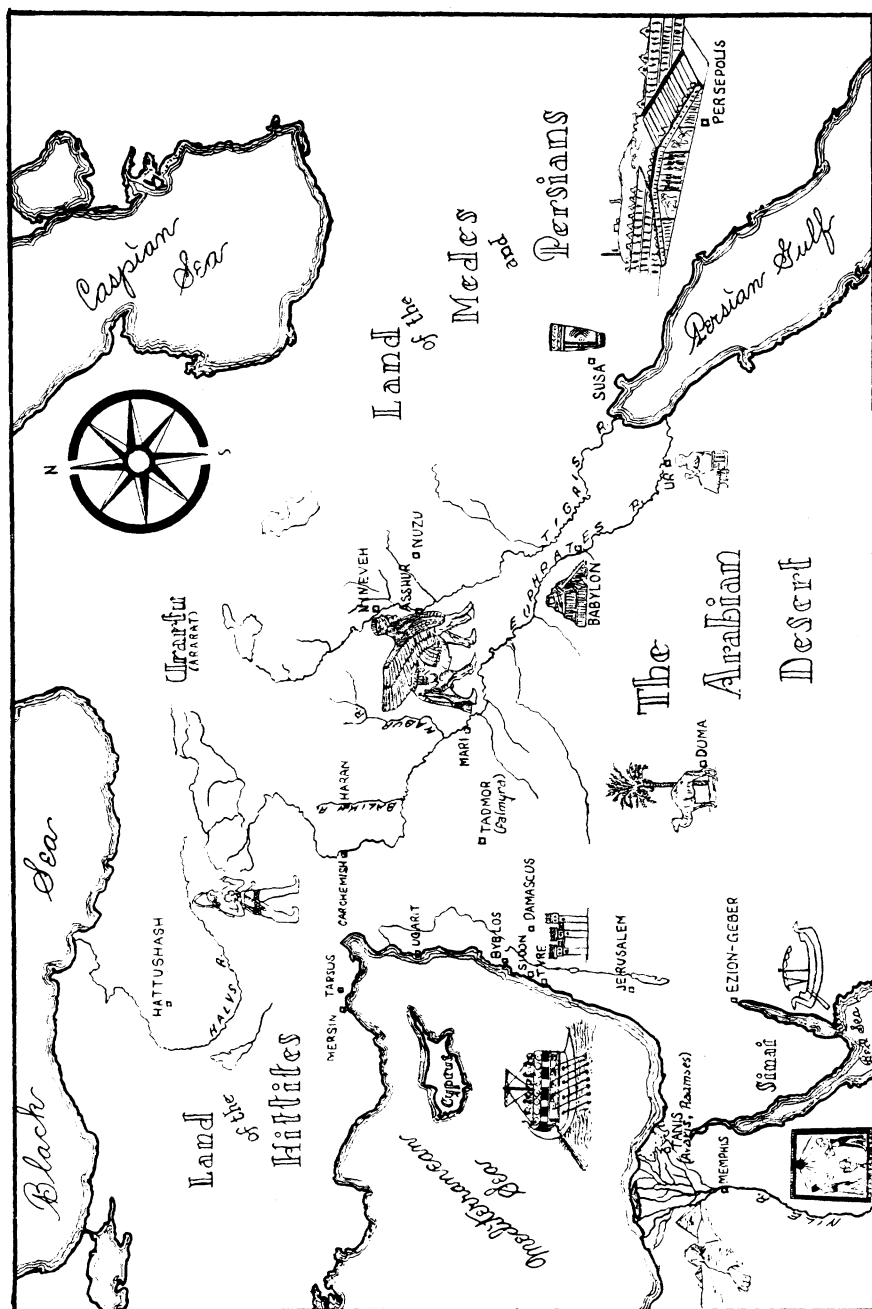 Black Sea
Caspian
Sea
N
S
Land
of the
Hittites
HATTUSHASH
HALYS R.
Urartu
(ARARAT)
Land
of the
Medes
and
Persians
MERSIN
TARSUS
CARCHEMISH
BALIKH R.
HARAN
HABUR R.
NINEVEH
ASSHUR
NUZU
Cyprus
Mediterranean
Sea
UGARIT
BYBLOS
SIDON
TYRE
DAMASCUS
JERUSALEM
TADMOR
(Palmyra)
MARI
EUPHRATES R.
TIGRIS R.
BABYLON
SUSA
UR
PERSEPOLIS
Persian Gulf
The
Arabian
Desert
DUMA
EZION-GEBER
Sinai
Red Sea
TANIS
(Avaris, Raamses)
MEMPHIS
NILE R.